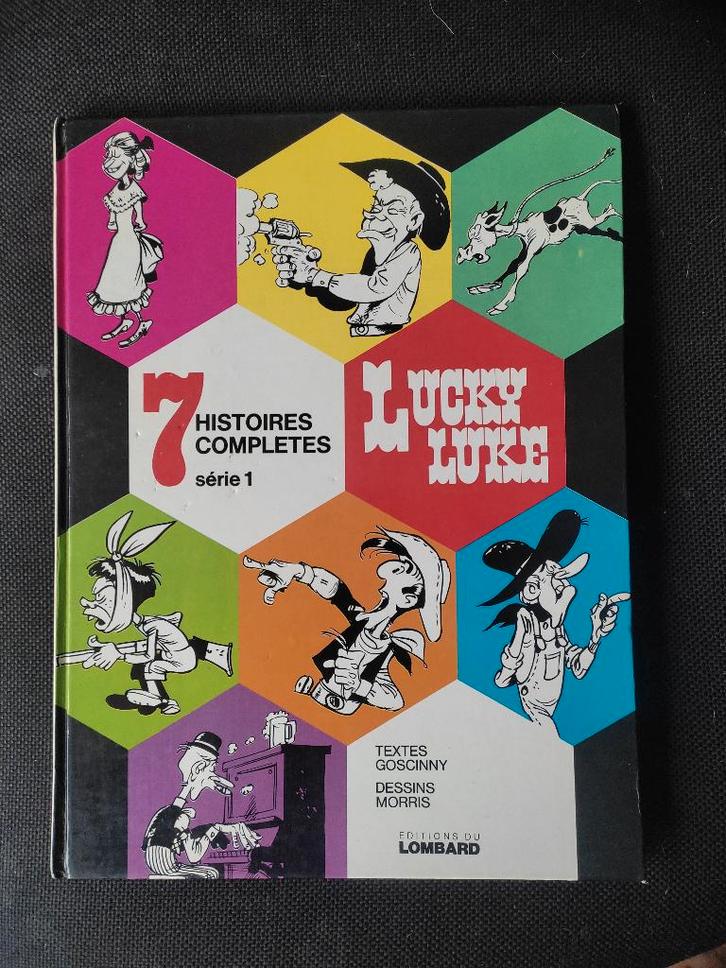 7 HISTOIRES
COMPLETES
série 1
LUCKY
LUKE
TEXTES
GOSCINNY
DESSINS
MORRIS
EDITIONS DU
LOMBARD